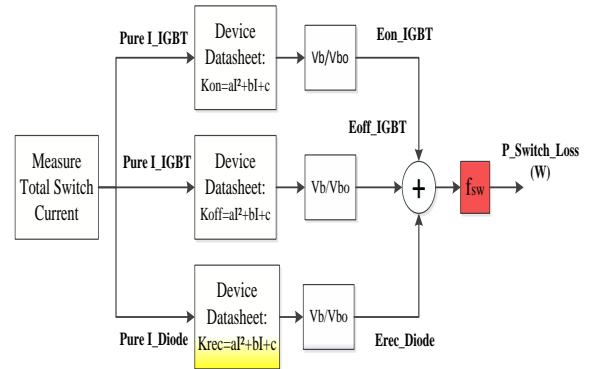 Pure I_IGBT
Device
Datasheet:
Kon=aI²+bI+c
Vb/Vbo
Eon_IGBT
Measure
Total Switch
Current
Pure I_IGBT
Device
Datasheet:
Koff=aI²+bI+c
Vb/Vbo
Eoff_IGBT
+
fsw
P_Switch_Loss
(W)
Pure I_Diode
Device
Datasheet:
Krec=aI²+bI+c
Vb/Vbo
Erec_Diode